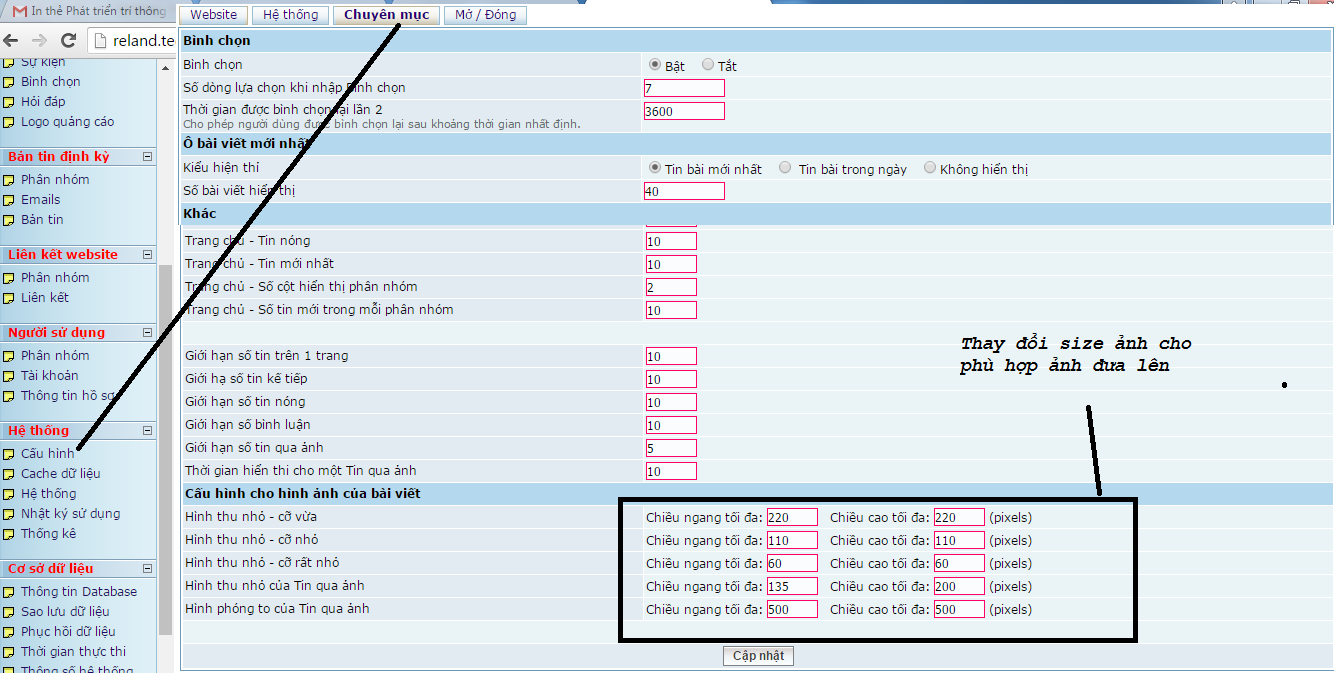 In thẻ Phát triển trí thông
reland.te
Sự kiện
Bình chọn
Hỏi đáp
Logo quảng cáo
Bản tin định kỳ
Phân nhóm
Emails
Bản tin
Liên kết website
Phân nhóm
Liên kết
Người sử dụng
Phân nhóm
Tài khoản
Thông tin hồ sơ
Hệ thống
Cấu hình
Cache dữ liệu
Hệ thống
Nhật ký sử dụng
Thống kê
Cơ sở dữ liệu
Thông tin Database
Sao lưu dữ liệu
Phục hồi dữ liệu
Thời gian thực thi
Thông số hệ thống
Website Hệ thống Chuyên mục Mở / Đóng
Bình chọn
Bình chọn Bật Tắt
Số dòng lựa chọn khi nhập Bình chọn 7
Thời gian được bình chọn lại lần 2 3600
Cho phép người dùng được bình chọn lại sau khoảng thời gian nhất định.
Ô bài viết mới nhất
Kiểu hiện thỉ Tin bài mới nhất Tin bài trong ngày Không hiển thị
Số bài viết hiển thị 40
Khác
Trang chủ - Tin nóng 10
Trang chủ - Tin mới nhất 10
Trang chủ - Số cột hiển thị phân nhóm 2
Trang chủ - Số tin mới trong mỗi phân nhóm 10
Giới hạn số tin trên 1 trang 10
Giới hạ số tin kế tiếp 10
Giới hạn số tin nóng 10
Giới hạn số bình luận 10
Giới hạn số tin qua ảnh 5
Thời gian hiển thi cho một Tin qua ảnh 10
Thay đổi size ảnh cho
phù hợp ảnh đưa lên
Cấu hình cho hình ảnh của bài viết
Hình thu nhỏ - cỡ vừa Chiều ngang tối đa: 220 Chiều cao tối đa: 220 (pixels)
Hình thu nhỏ - cỡ nhỏ Chiều ngang tối đa: 110 Chiều cao tối đa: 110 (pixels)
Hình thu nhỏ - cỡ rất nhỏ Chiều ngang tối đa: 60 Chiều cao tối đa: 60 (pixels)
Hình thu nhỏ của Tin qua ảnh Chiều ngang tối đa: 135 Chiều cao tối đa: 200 (pixels)
Hình phóng to của Tin qua ảnh Chiều ngang tối đa: 500 Chiều cao tối đa: 500 (pixels)
Cập nhật